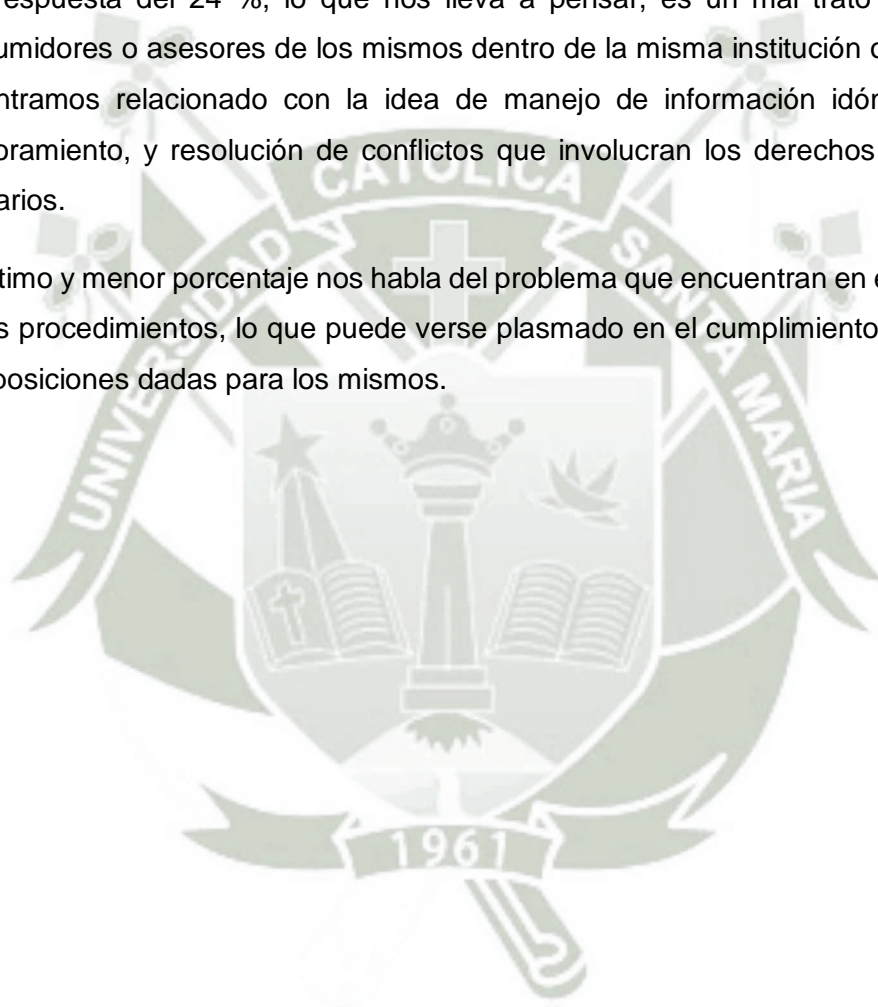 espuesta del 24 %, lo que nos lleva a pensar, es un mal trato
umidores o asesores de los mismos dentro de la misma institución
ntramos relacionado con la idea de manejo de información idón
oramiento, y resolución de conflictos que involucran los derechos
arios.
timo y menor porcentaje nos habla del problema que encuentran en
s procedimientos, lo que puede verse plasmado en el cumplimiento
posiciones dadas para los mismos.
UNIVERSIDAD CATOLICA SANTA MARIA
1961